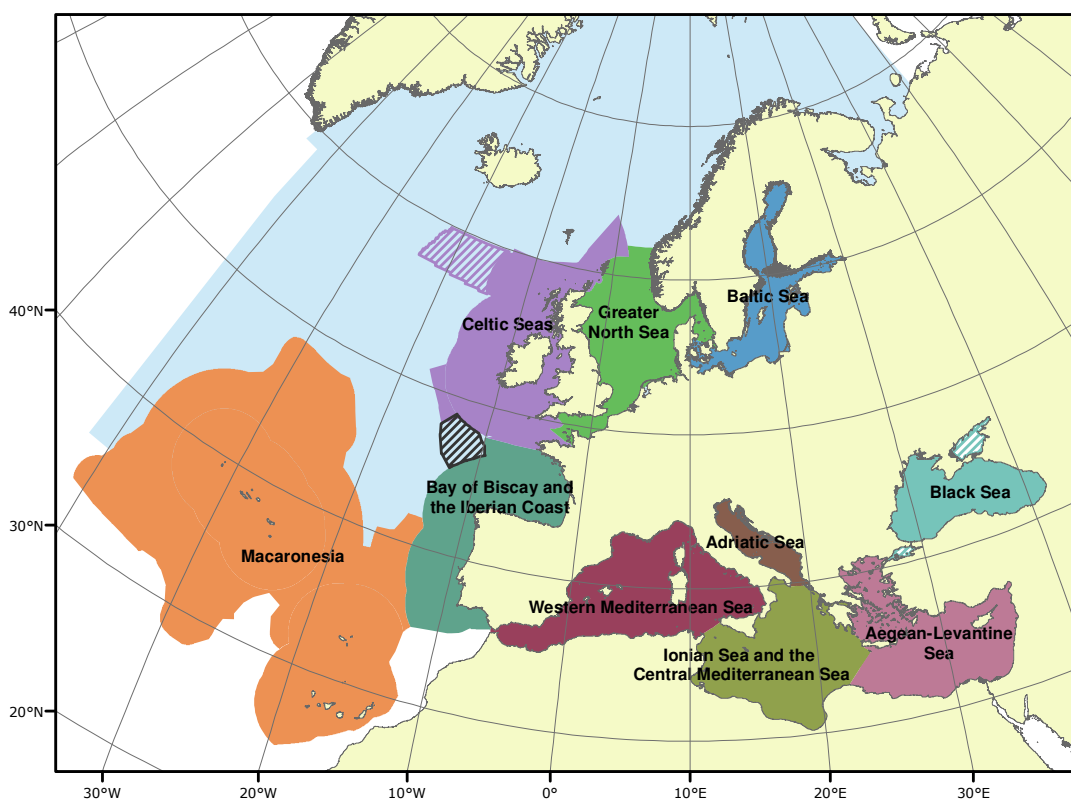 Celtic Seas
Greater
North Sea
Baltic Sea
40°N
Bay of Biscay and
the Iberian Coast
Black Sea
30°N
Macaronesia
Adriatic Sea
Western Mediterranean Sea
Aegean-Levantine
Sea
Ionian Sea and the
Central Mediterranean Sea
20°N
30°W
20°W
10°W
0°
10°E
20°E
30°E